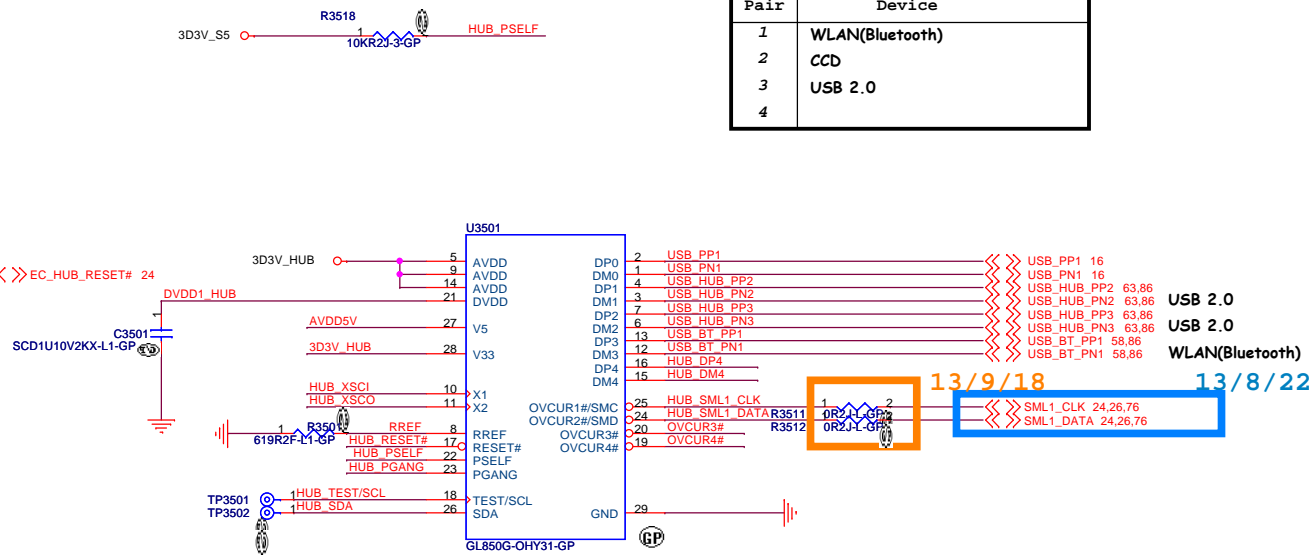 Pair Device
1 WLAN(Bluetooth)
2 CCD
3 USB 2.0
4
R3518
3D3V_S5 1 HUB_PSELF
10KR2J-3-GP
U3501
3D3V_HUB 5 AVDD DP0 2 USB_PP1 USB_PP1 16
EC_HUB_RESET# 24 9 AVDD DM0 1 USB_PN1 USB_PN1 16
14 AVDD DP1 4 USB_HUB_PP2 USB_HUB_PP2 63,86
DVDD1_HUB 21 DVDD DM1 3 USB_HUB_PN2 USB_HUB_PN2 63,86 USB 2.0
1 DP2 7 USB_HUB_PP3 USB_HUB_PP3 63,86
AVDD5V 27 V5 DM2 6 USB_HUB_PN3 USB_HUB_PN3 63,86 USB 2.0
C3501 DP3 13 USB_BT_PP1 USB_BT_PP1 58,86
SCD1U10V2KX-L1-GP
3D3V_HUB 28 V33 DM3 12 USB_BT_PN1 USB_BT_PN1 58,86 WLAN(Bluetooth)
DP4 16 HUB_DP4
DM4 15 HUB_DM4
13/9/18 13/8/22
HUB_XSCI 10 X1
HUB_XSCO 11 X2 OVCUR1#/SMC 25 HUB_SML1_CLK 1 2 SML1_CLK 24,26,76
OVCUR2#/SMD 24 HUB_SML1_DATA R3511 0R2J-L-GP SML1_DATA 24,26,76
R3512 0R2J-L-GP
R3501 1 RREF 8 RREF OVCUR3# 20 OVCUR3#
619R2F-L1-GP HUB_RESET# 17 RESET# OVCUR4# 19 OVCUR4#
HUB_PSELF 22 PSELF
HUB_PGANG 23 PGANG
TP3501 1 HUB_TEST/SCL 18 TEST/SCL
TP3502 1 HUB_SDA 26 SDA GND 29
GP
GL850G-OHY31-GP